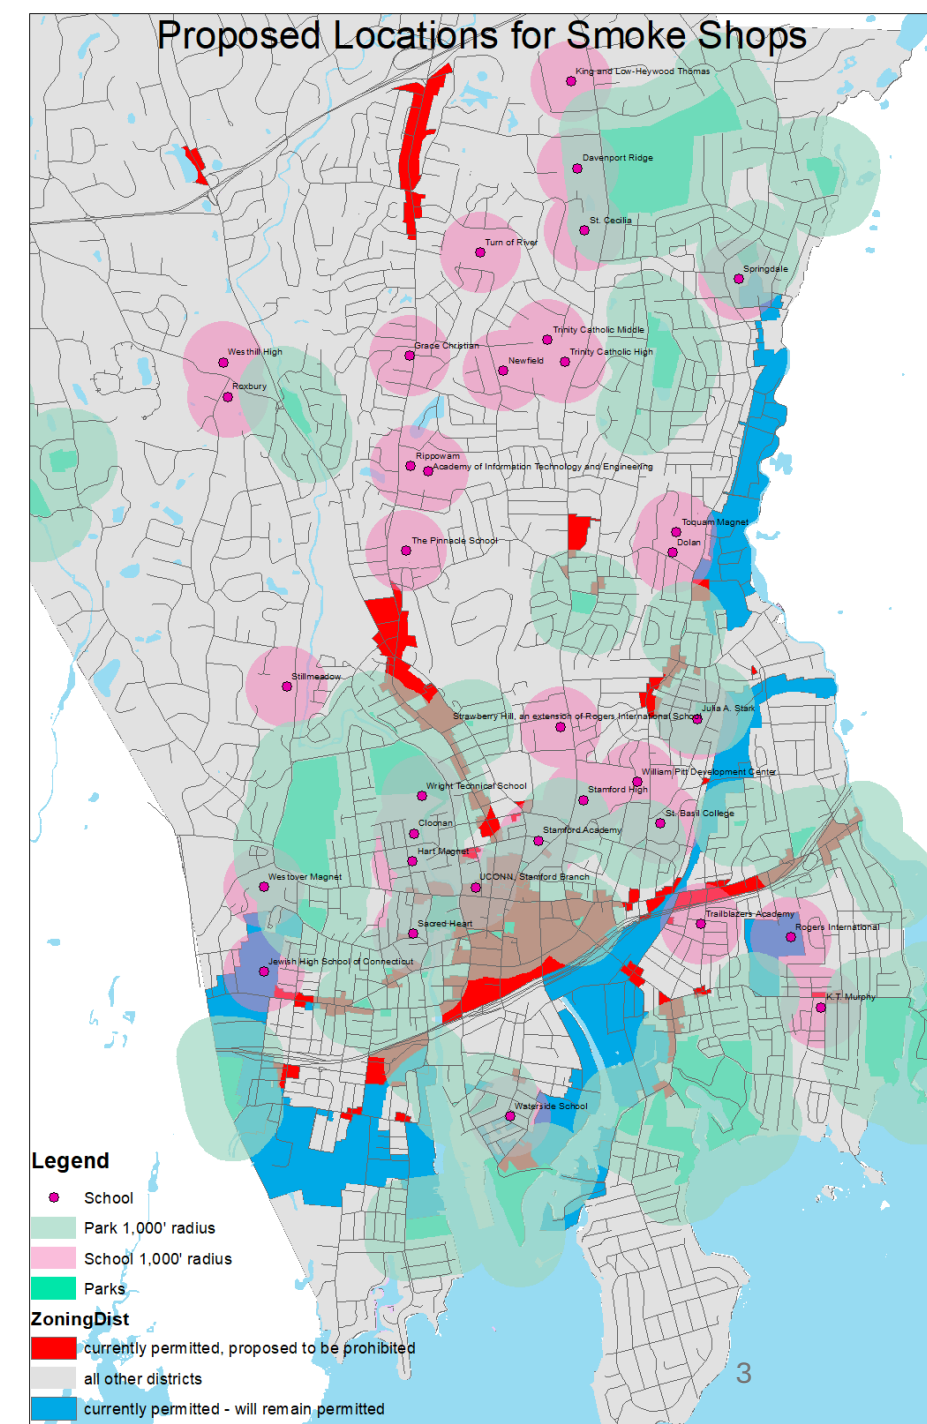 Proposed Locations for Smoke Shops
King and Low-Heywood Thomas
Davenport Ridge
St. Cecilia
Turn of River
Springdale
Trinity Catholic Middle
Grace Christian
Trinity Catholic High
Newfield
Westhill High
Roxbury
Rippowam
Academy of Information Technology and Engineering
Toquam Magnet
Dolan
The Pinnacle School
Stillmeadow
Julia A. Stark
Strawberry Hill, an extension of Rogers International School
William Pitt Development Center
Wright Technical School
Stamford High
St. Basil College
Cloonan
Stamford Academy
Hart Magnet
Westover Magnet
UCONN, Stamford Branch
Trailblazers Academy
Sacred Heart
Rogers International
Jewish High School of Connecticut
K.T. Murphy
Waterside School
Legend
School
Park 1,000' radius
School 1,000' radius
Parks
ZoningDist
currently permitted, proposed to be prohibited
all other districts
currently permitted - will remain permitted
3